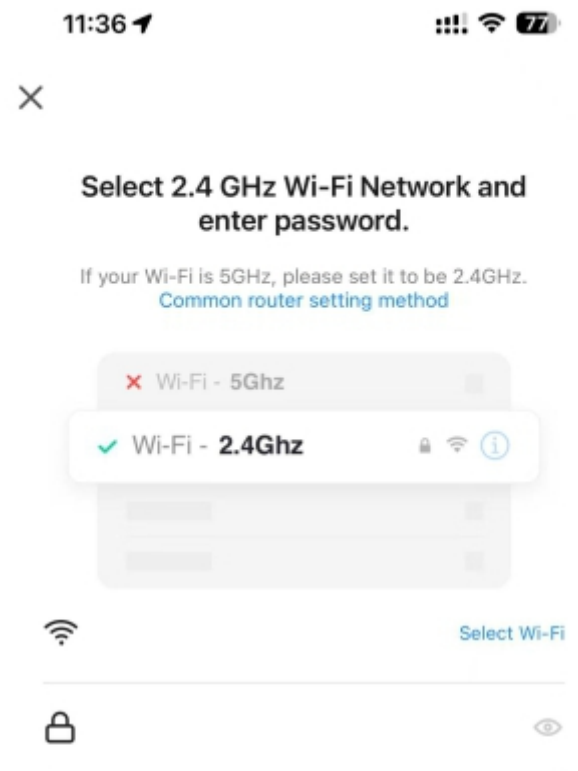 11:36
77
Select 2.4 GHz Wi-Fi Network and
enter password.
If your Wi-Fi is 5GHz, please set it to be 2.4GHz.
Common router setting method
Wi-Fi - 5Ghz
Wi-Fi - 2.4Ghz
Select Wi-Fi